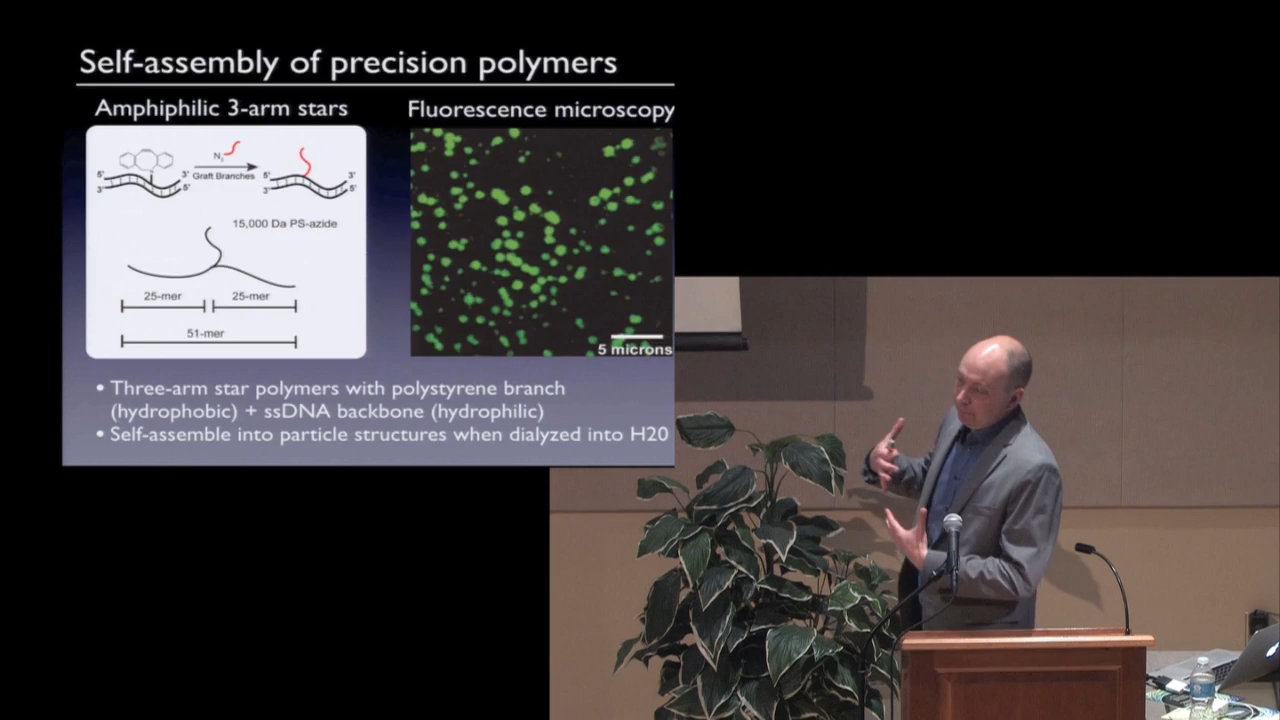 Self-assembly of precision polymers
Amphiphilic 3-arm stars
Fluorescence microscopy
N3
Graft Branches
5' 3'
3' 5'
5' 3'
3' 5'
15,000 Da PS-azide
25-mer 25-mer
51-mer
5 microns
• Three-arm star polymers with polystyrene branch
(hydrophobic) + ssDNA backbone (hydrophilic)
• Self-assemble into particle structures when dialyzed into H20